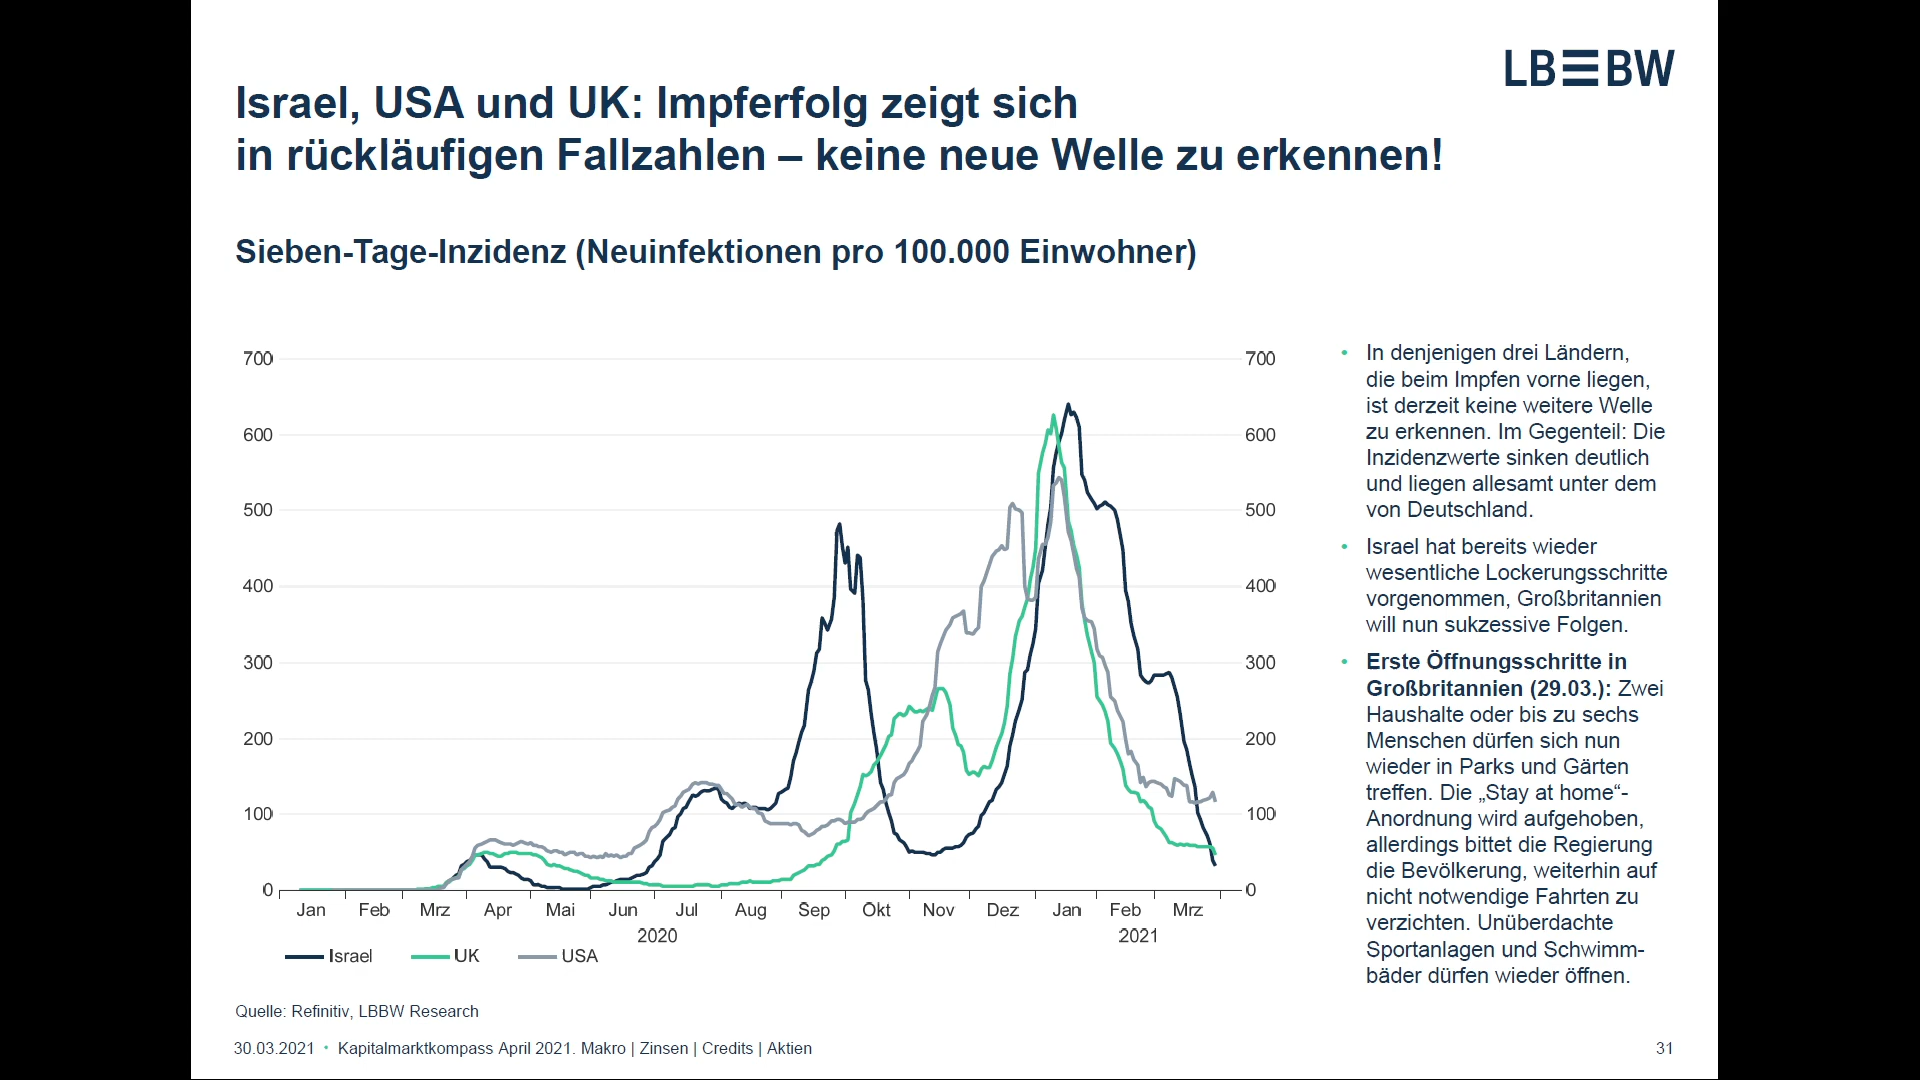 LBBW
Israel, USA und UK: Impferfolg zeigt sich
in rückläufigen Fallzahlen – keine neue Welle zu erkennen!
Sieben-Tage-Inzidenz (Neuinfektionen pro 100.000 Einwohner)
700 700
600 600
500 500
400 400
300 300
200 200
100 100
0 0
Jan Feb Mrz Apr Mai Jun Jul Aug Sep Okt Nov Dez Jan Feb Mrz
2020 2021
Israel UK USA
• In denjenigen drei Ländern,
die beim Impfen vorne liegen,
ist derzeit keine weitere Welle
zu erkennen. Im Gegenteil: Die
Inzidenzwerte sinken deutlich
und liegen allesamt unter dem
von Deutschland.
• Israel hat bereits wieder
wesentliche Lockerungsschritte
vorgenommen, Großbritannien
will nun sukzessive Folgen.
• Erste Öffnungsschritte in
Großbritannien (29.03.): Zwei
Haushalte oder bis zu sechs
Menschen dürfen sich nun
wieder in Parks und Gärten
treffen. Die „Stay at home“-
Anordnung wird aufgehoben,
allerdings bittet die Regierung
die Bevölkerung, weiterhin auf
nicht notwendige Fahrten zu
verzichten. Unüberdachte
Sportanlagen und Schwimm-
bäder dürfen wieder öffnen.
Quelle: Refinitiv, LBBW Research
30.03.2021 • Kapitalmarktkompass April 2021. Makro | Zinsen | Credits | Aktien
31